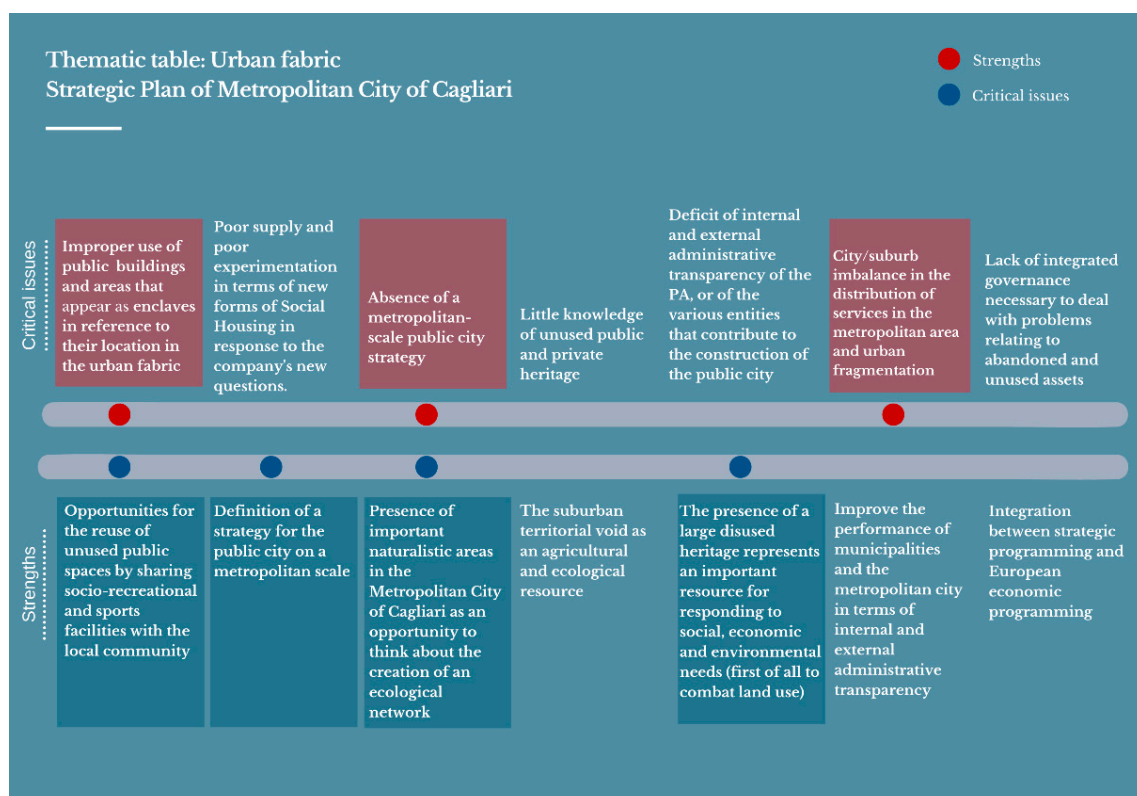 Thematic table: Urban fabric
Strategic Plan of Metropolitan City of Cagliari
Strengths
Critical issues
Critical issues
Improper use of
public buildings
and areas that
appear as enclaves
in reference to
their location in
the urban fabric
Poor supply and
poor
experimentation
in terms of new
forms of Social
Housing in
response to the
company's new
questions.
Absence of a
metropolitan-
scale public city
strategy
Little knowledge
of unused public
and private
heritage
Deficit of internal
and external
administrative
transparency of the
PA, or of the
various entities
that contribute to
the construction of
the public city
City/suburb
imbalance in the
distribution of
services in the
metropolitan area
and urban
fragmentation
Lack of integrated
governance
necessary to deal
with problems
relating to
abandoned and
unused assets
Strengths
Opportunities for
the reuse of
unused public
spaces by sharing
socio-recreational
and sports
facilities with the
local community
Definition of a
strategy for the
public city on a
metropolitan scale
Presence of
important
naturalistic areas
in the
Metropolitan City
of Cagliari as an
opportunity to
think about the
creation of an
ecological
network
The suburban
territorial void as
an agricultural
and ecological
resource
The presence of a
large disused
heritage represents
an important
resource for
responding to
social, economic
and environmental
needs (first of all to
combat land use)
Improve the
performance of
municipalities
and the
metropolitan city
in terms of
internal and
external
administrative
transparency
Integration
between strategic
programming and
European
economic
programming